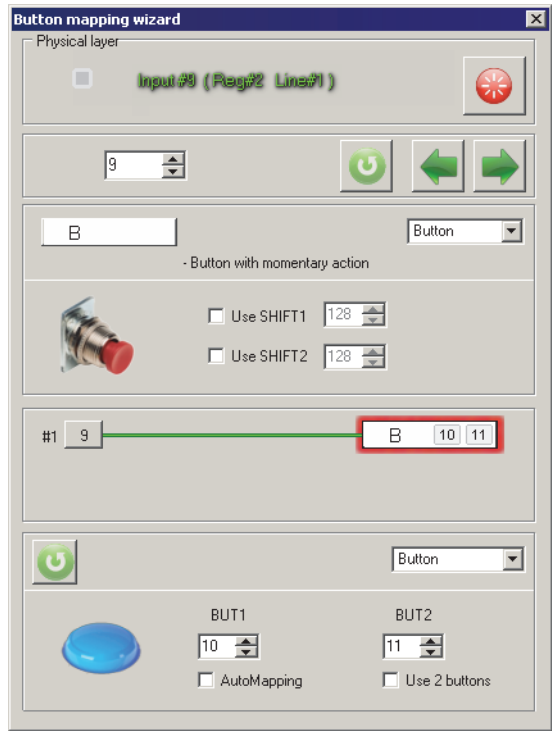 Button mapping wizard
Physical layer
Input #9 (Reg#2 Line#1)
9
B
Button
- Button with momentary action
Use SHIFT1 128
Use SHIFT2 128
#1 9 B 10 11
Button
BUT1 BUT2
10 11
AutoMapping Use 2 buttons